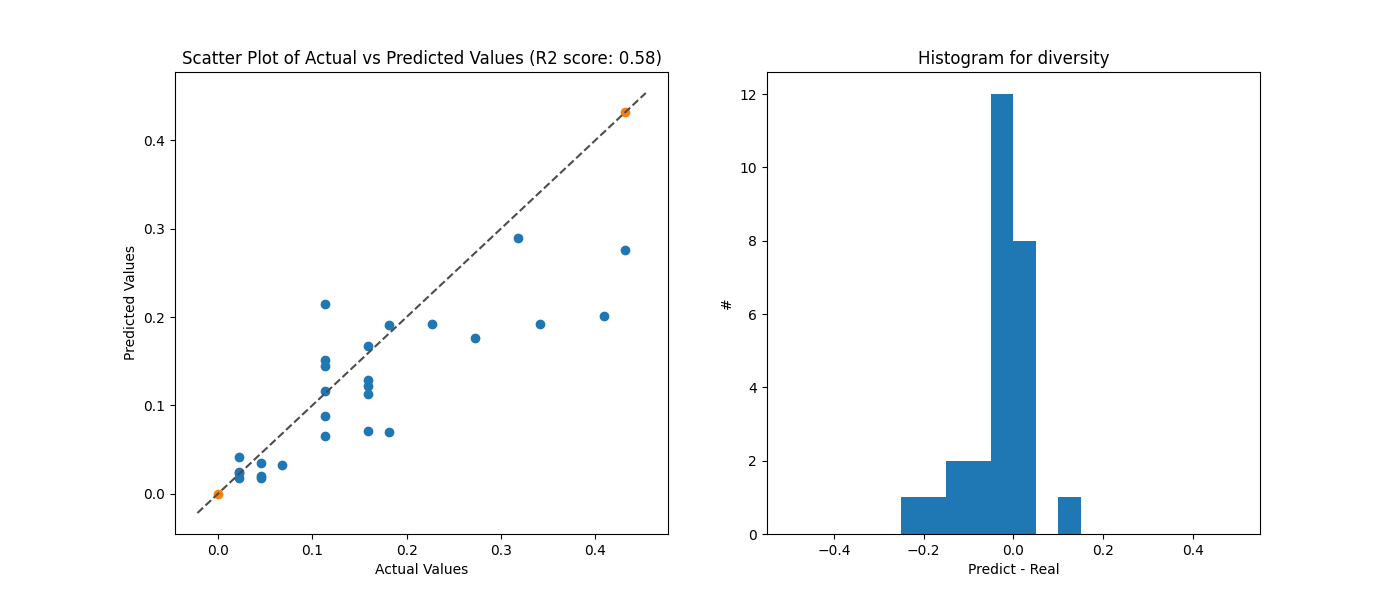 Scatter Plot of Actual vs Predicted Values (R2 score: 0.58)
Predicted Values
0.4
0.3
0.2
0.1
0.0
0.0 0.1 0.2 0.3 0.4
Actual Values
Histogram for diversity
#
12
10
8
6
4
2
0
−0.4 −0.2 0.0 0.2 0.4
Predict - Real